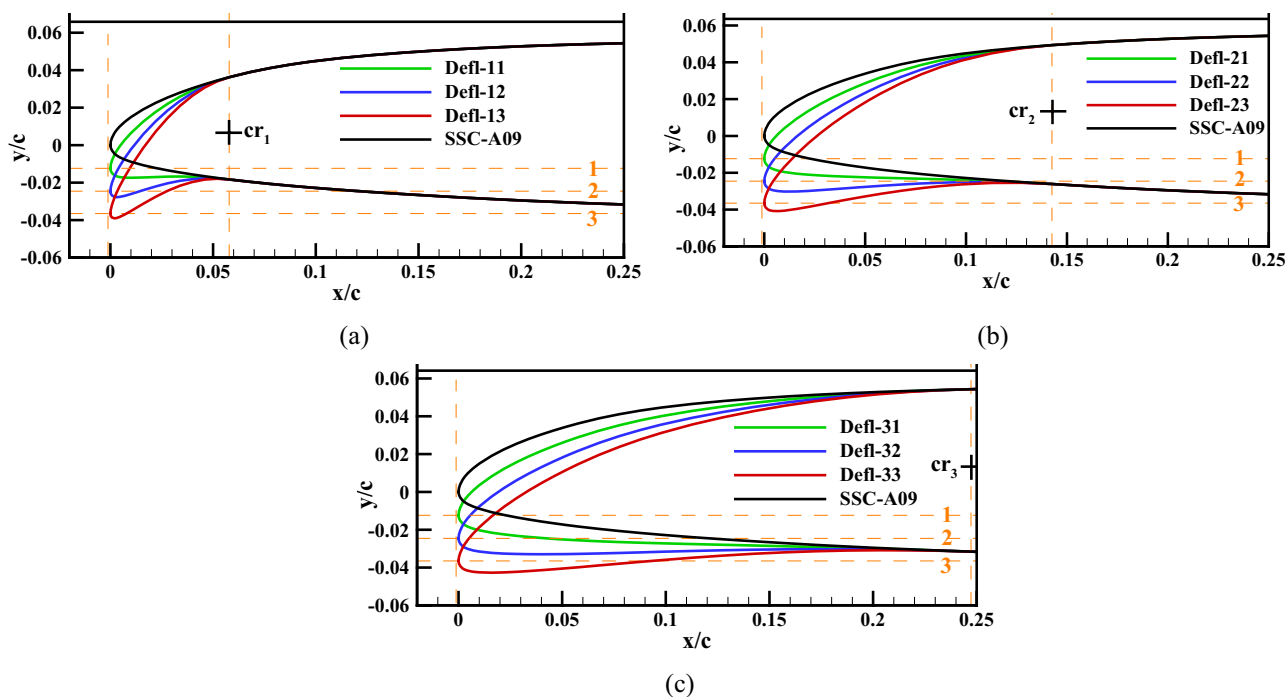 0.06
0.04
0.02
0
-0.02
-0.04
-0.06
y/c
Defl-11
Defl-12
Defl-13
SSC-A09
cr1
1
2
3
0
0.05
0.1
0.15
0.2
0.25
x/c
(a)
0.06
0.04
0.02
0
-0.02
-0.04
-0.06
y/c
Defl-21
Defl-22
Defl-23
SSC-A09
cr2
1
2
3
0
0.05
0.1
0.15
0.2
0.25
x/c
(b)
0.06
0.04
0.02
0
-0.02
-0.04
-0.06
y/c
Defl-31
Defl-32
Defl-33
SSC-A09
cr3
1
2
3
0
0.05
0.1
0.15
0.2
0.25
x/c
(c)